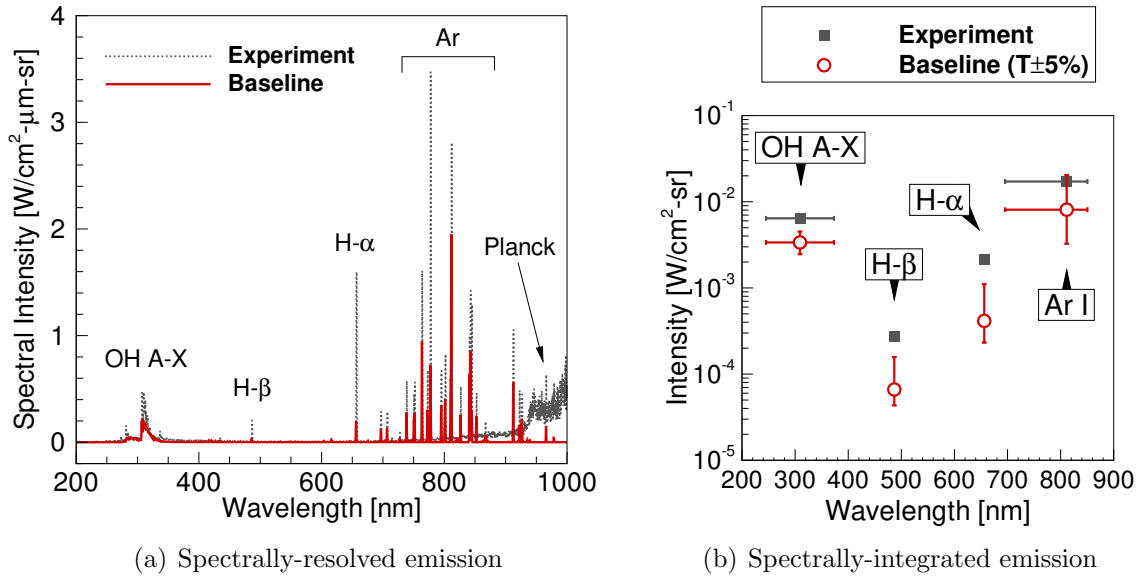 Spectral Intensity [W/cm²-μm-sr]
4
3
2
1
0
Experiment
Baseline
Ar
OH A-X
H-β
H-α
Planck
200 400 600 800 1000
Wavelength [nm]
(a) Spectrally-resolved emission
Experiment
Baseline (T±5%)
Intensity [W/cm²-sr]
10⁻¹
10⁻²
10⁻³
10⁻⁴
10⁻⁵
OH A-X
H-α
H-β
Ar I
200 300 400 500 600 700 800 900
Wavelength [nm]
(b) Spectrally-integrated emission